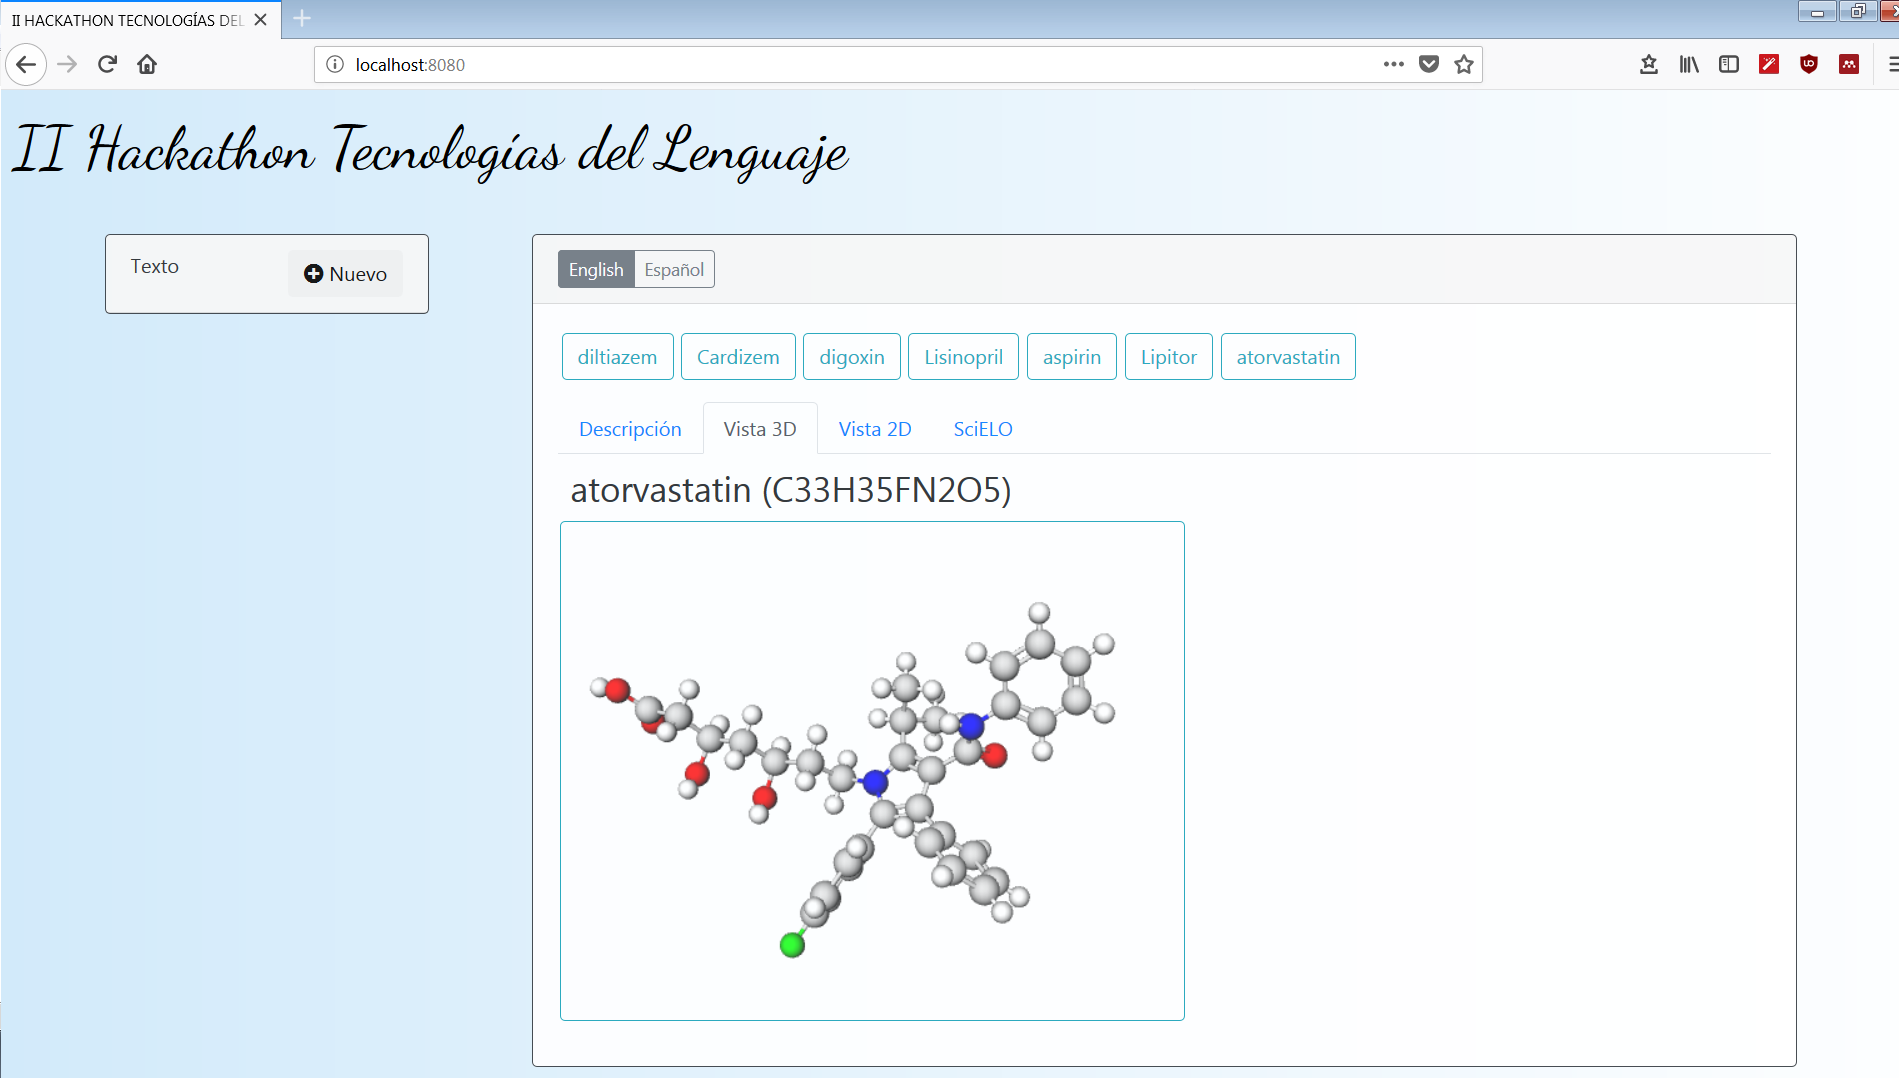 II HACKATHON TECNOLOGÍAS DEL
localhost:8080
II Hackathon Tecnologías del Lenguaje
Texto
Nuevo
English Español
diltiazem Cardizem digoxin Lisinopril aspirin Lipitor atorvastatin
Descripción Vista 3D Vista 2D SciELO
atorvastatin (C33H35FN2O5)